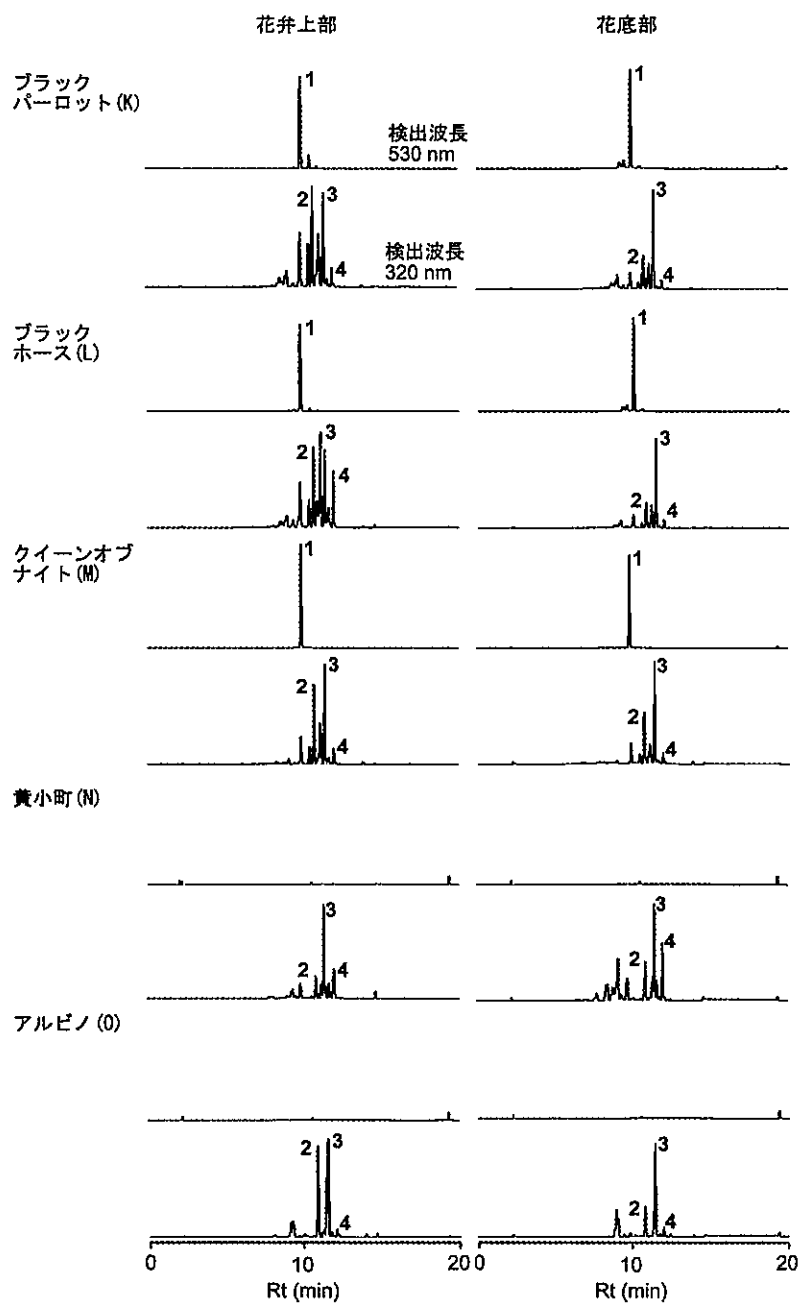 花弁上部 花底部
ブラック
パーロット(K)
1 1
検出波長
530 nm
2 3 3
検出波長
320 nm
4 2 4
ブラック
ホース(L)
1 1
3 3
2 4
2 4
クイーンオブ
ナイト(M)
1 1
3 3
2 2
4 4
黄小町(N)
3 3
2 4 2 4
アルビノ(O)
2 3 3
4 2 4
0 10 20 0 10 20
Rt (min) Rt (min)